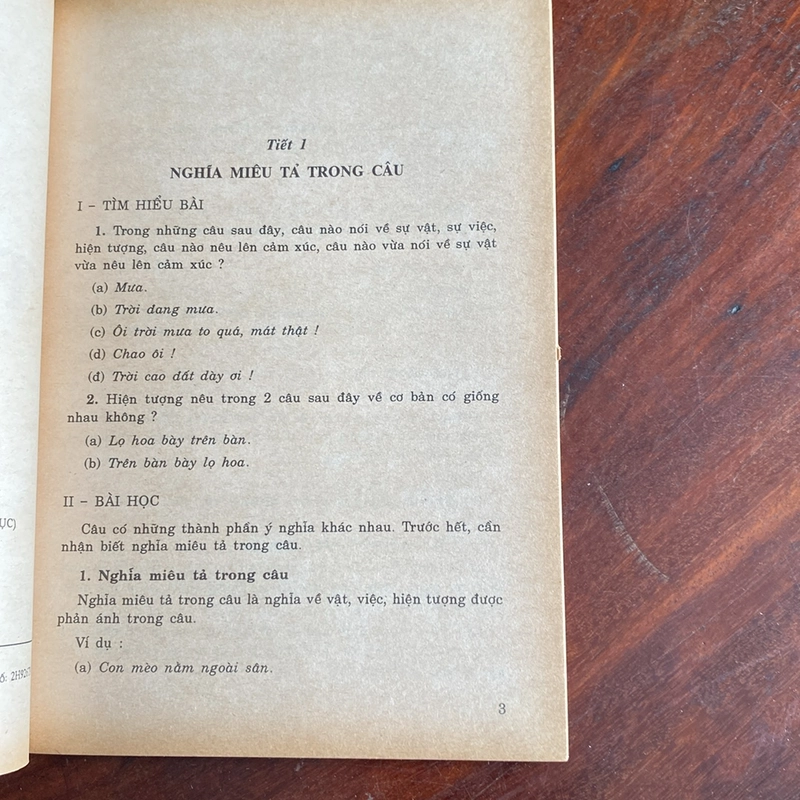 Tiết 1
NGHĨA MIÊU TẢ TRONG CÂU
I – TÌM HIỂU BÀI
1. Trong những câu sau đây, câu nào nói về sự vật, sự việc,
hiện tượng, câu nào nêu lên cảm xúc, câu nào vừa nói về sự vật
vừa nêu lên cảm xúc ?
(a) Mưa.
(b) Trời đang mưa.
(c) Ôi trời mưa to quá, mát thật !
(d) Chao ôi !
(đ) Trời cao đất dày ơi !
2. Hiện tượng nêu trong 2 câu sau đây về cơ bản có giống
nhau không ?
(a) Lọ hoa bày trên bàn.
(b) Trên bàn bày lọ hoa.
II – BÀI HỌC
Câu có những thành phần ý nghĩa khác nhau. Trước hết, cần
nhận biết nghĩa miêu tả trong câu.
1. Nghĩa miêu tả trong câu
Nghĩa miêu tả trong câu là nghĩa về vật, việc, hiện tượng được
phản ánh trong câu.
Ví dụ :
(a) Con mèo nằm ngoài sân.
3